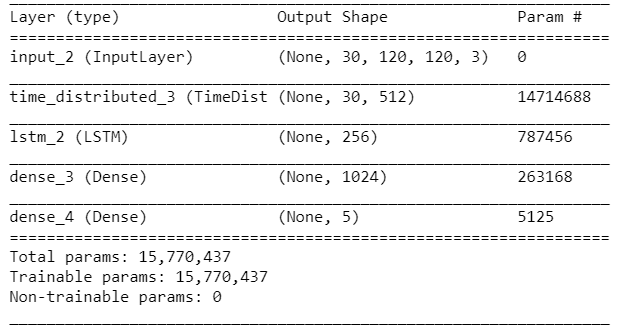 Layer (type) Output Shape Param #
=================================================================
input_2 (InputLayer) (None, 30, 120, 120, 3) 0
_________________________________________________________________
time_distributed_3 (TimeDist (None, 30, 512) 14714688
_________________________________________________________________
lstm_2 (LSTM) (None, 256) 787456
_________________________________________________________________
dense_3 (Dense) (None, 1024) 263168
_________________________________________________________________
dense_4 (Dense) (None, 5) 5125
=================================================================
Total params: 15,770,437
Trainable params: 15,770,437
Non-trainable params: 0
_________________________________________________________________